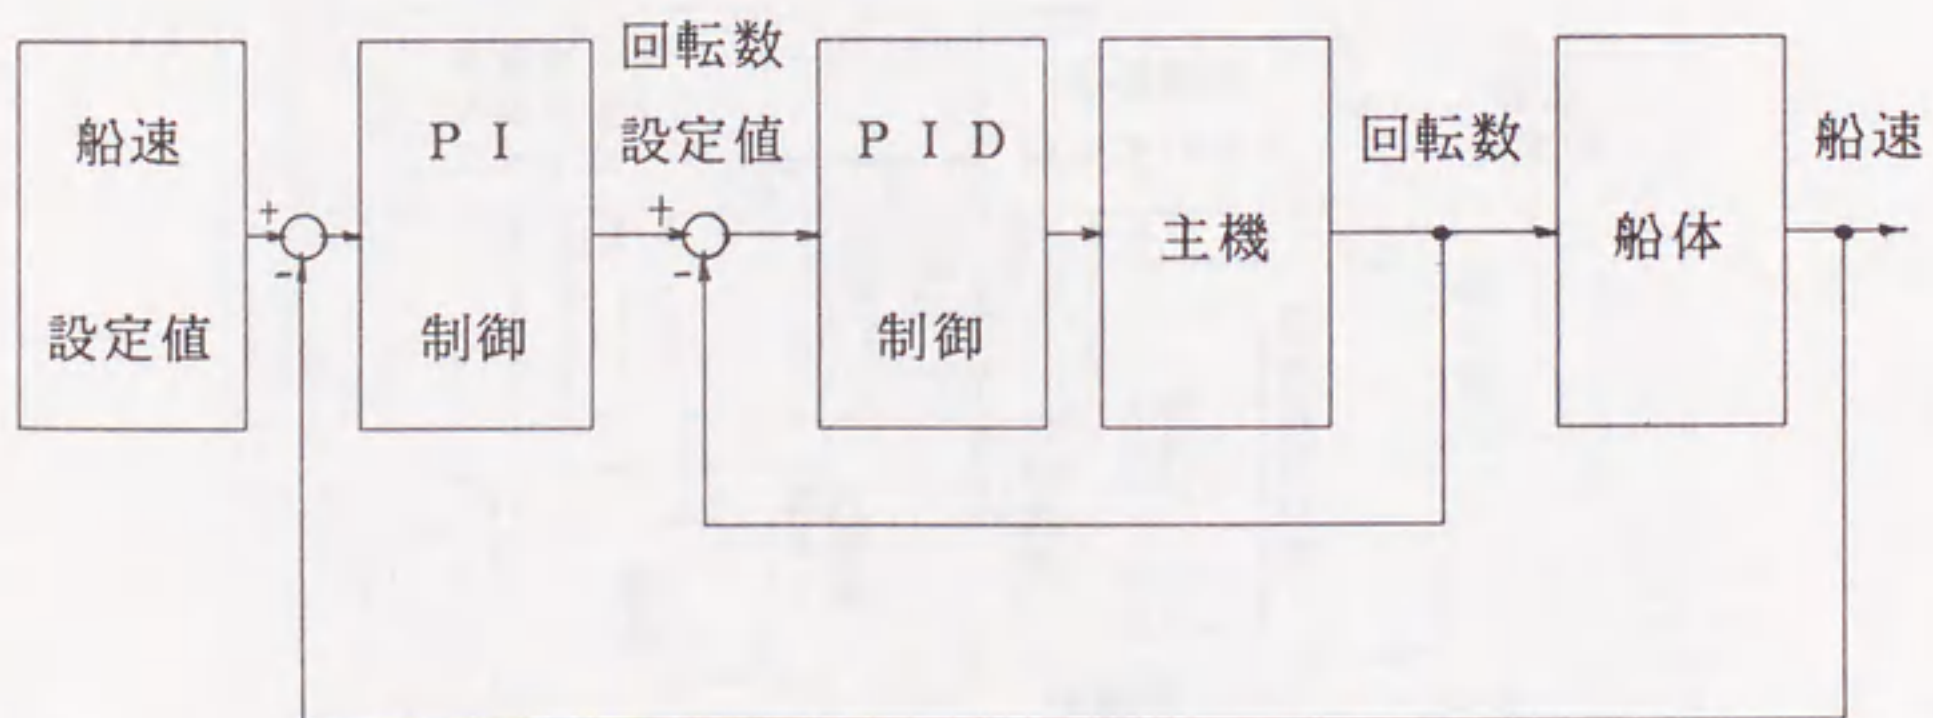 船速
設定値
+
-
ＰＩ
制御
回転数
設定値
+
-
ＰＩＤ
制御
主機
回転数
船体
船速